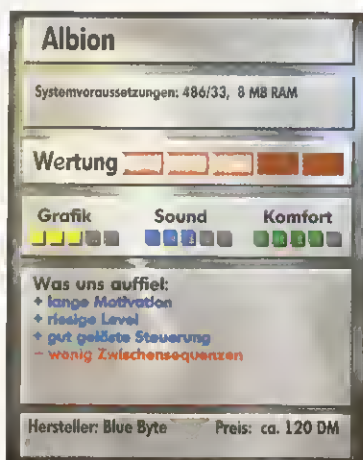 Albion
Systemvoraussetzungen: 486/33, 8 MB RAM
Wertung
Grafik Sound Komfort
Was uns auffiel:
+ lange Motivation
+ riesige Level
+ gut gelöste Steuerung
- wenig Zwischensequenzen
Hersteller: Blue Byte Preis: ca. 120 DM